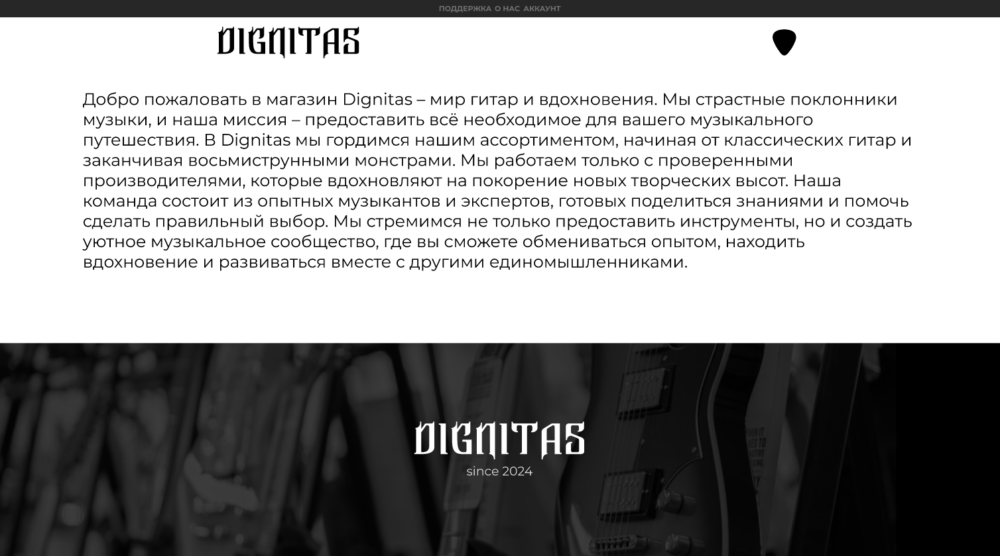 ПОДДЕРЖКА О НАС АККАУНТ
DIGNITAS
Добро пожаловать в магазин Dignitas – мир гитар и вдохновения. Мы страстные поклонники
музыки, и наша миссия – предоставить всё необходимое для вашего музыкального
путешествия. В Dignitas мы гордимся нашим ассортиментом, начиная от классических гитар и
заканчивая восьмиструнными монстрами. Мы работаем только с проверенными
производителями, которые вдохновляют на покорение новых творческих высот. Наша
команда состоит из опытных музыкантов и экспертов, готовых поделиться знаниями и помочь
сделать правильный выбор. Мы стремимся не только предоставить инструменты, но и создать
уютное музыкальное сообщество, где вы сможете обмениваться опытом, находить
вдохновение и развиваться вместе с другими единомышленниками.
DIGNITAS
since 2024